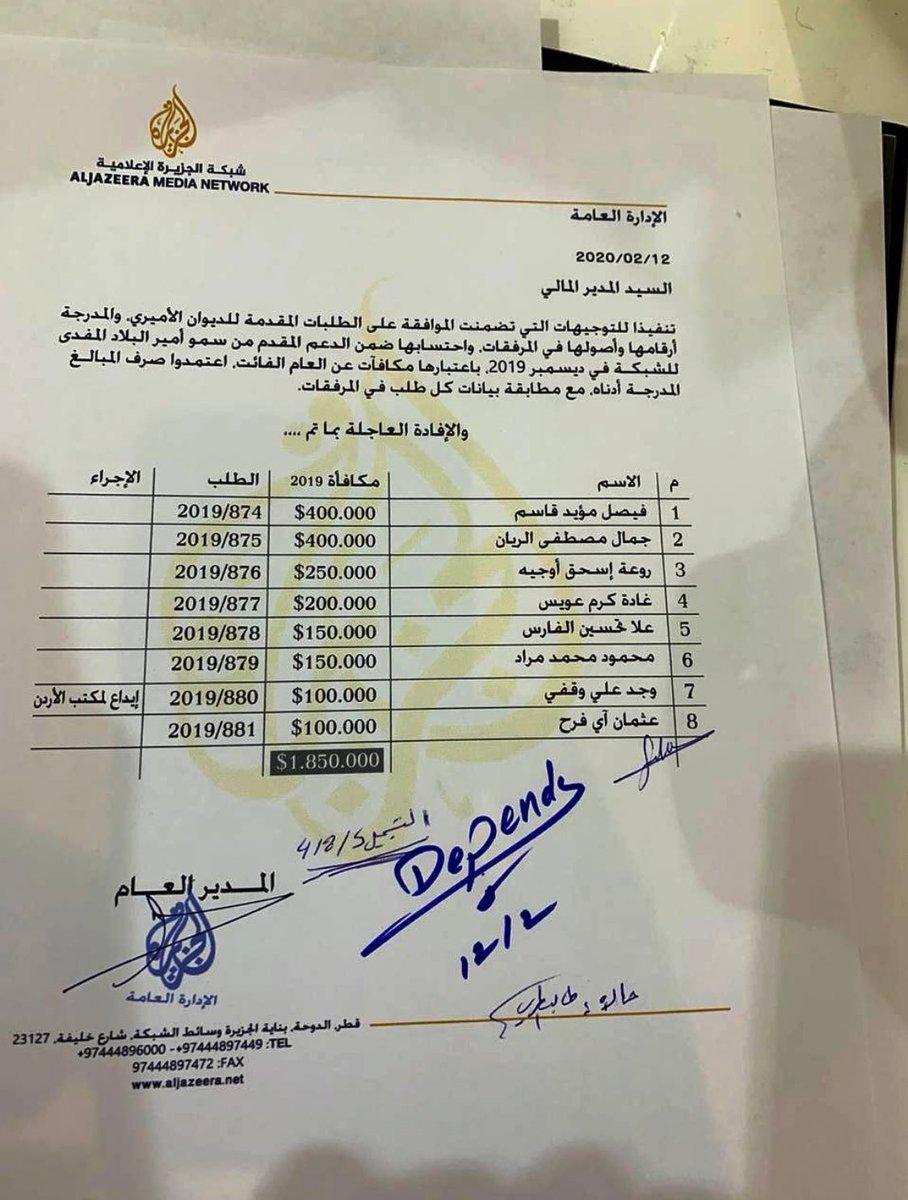 الجزيرة
شبكة الجزيرة الإعلامية
ALJAZEERA MEDIA NETWORK
الإدارة العامة
2020/02/12
السيد المدير المالي
تنفيذا للتوجيهات التي تضمنت الموافقة على الطلبات المقدمة للديوان الأميري، والمدرجة
أرقامها وأصولها في المرفقات، واحتسابها ضمن الدعم المقدم من سمو أمير البلاد المفدى
للشبكة في ديسمبر 2019، باعتبارها مكافآت عن العام الفائت، اعتمدوا صرف المبالغ
المدرجة أدناه، مع مطابقة بيانات كل طلب في المرفقات.
والإفادة العاجلة بما تم ....
م الاسم مكافأة 2019 الطلب الإجراء
1 فيصل مؤيد قاسم $400.000 2019/874
2 جمال مصطفى الريان $400.000 2019/875
3 روعة إسحق أوجيه $250.000 2019/876
4 غادة كرم عويس $200.000 2019/877
5 علا تحسين الفارس $150.000 2019/878
6 محمود محمد مراد $150.000 2019/879
7 وجد علي وقفي $100.000 2019/880 إيداع لمكتب الأردن
8 عثمان آي فرح $100.000 2019/881
$1.850.000
Depends
12/2
المدير العام
الجزيرة
الإدارة العامة
قطر، الدوحة، بناية الجزيرة وسائط الشبكة، شارع خليفة، 23127
+97444896000 -+97444897449 :TEL
97444897472 :FAX
www.aljazeera.net